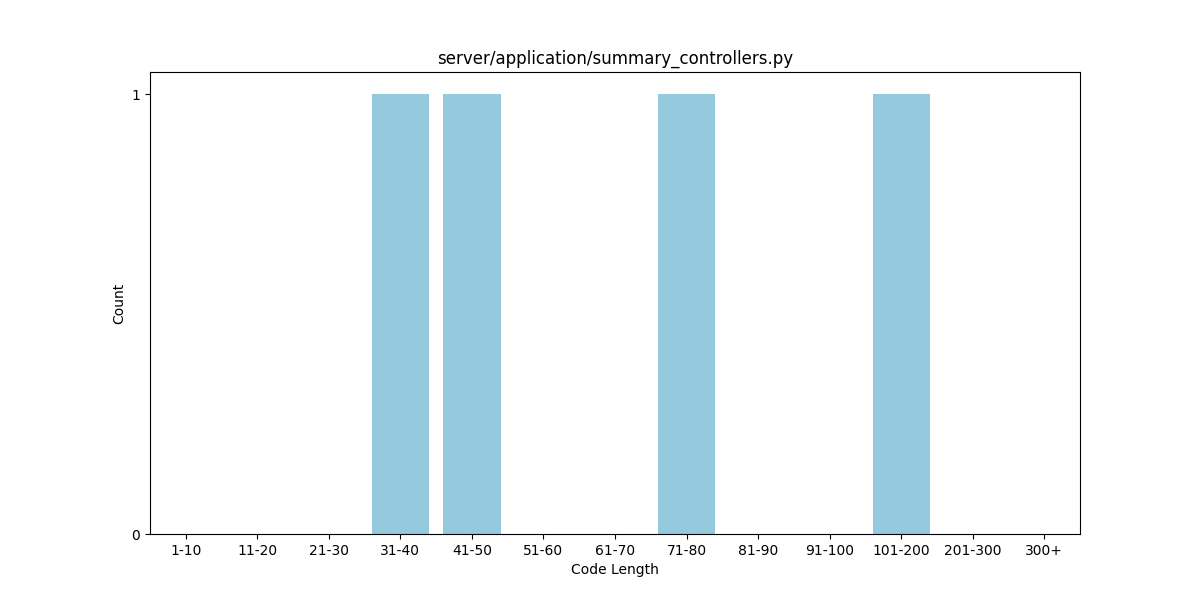 server/application/summary_controllers.py
1
Count
0
1-10 11-20 21-30 31-40 41-50 51-60 61-70 71-80 81-90 91-100 101-200 201-300 300+
Code Length